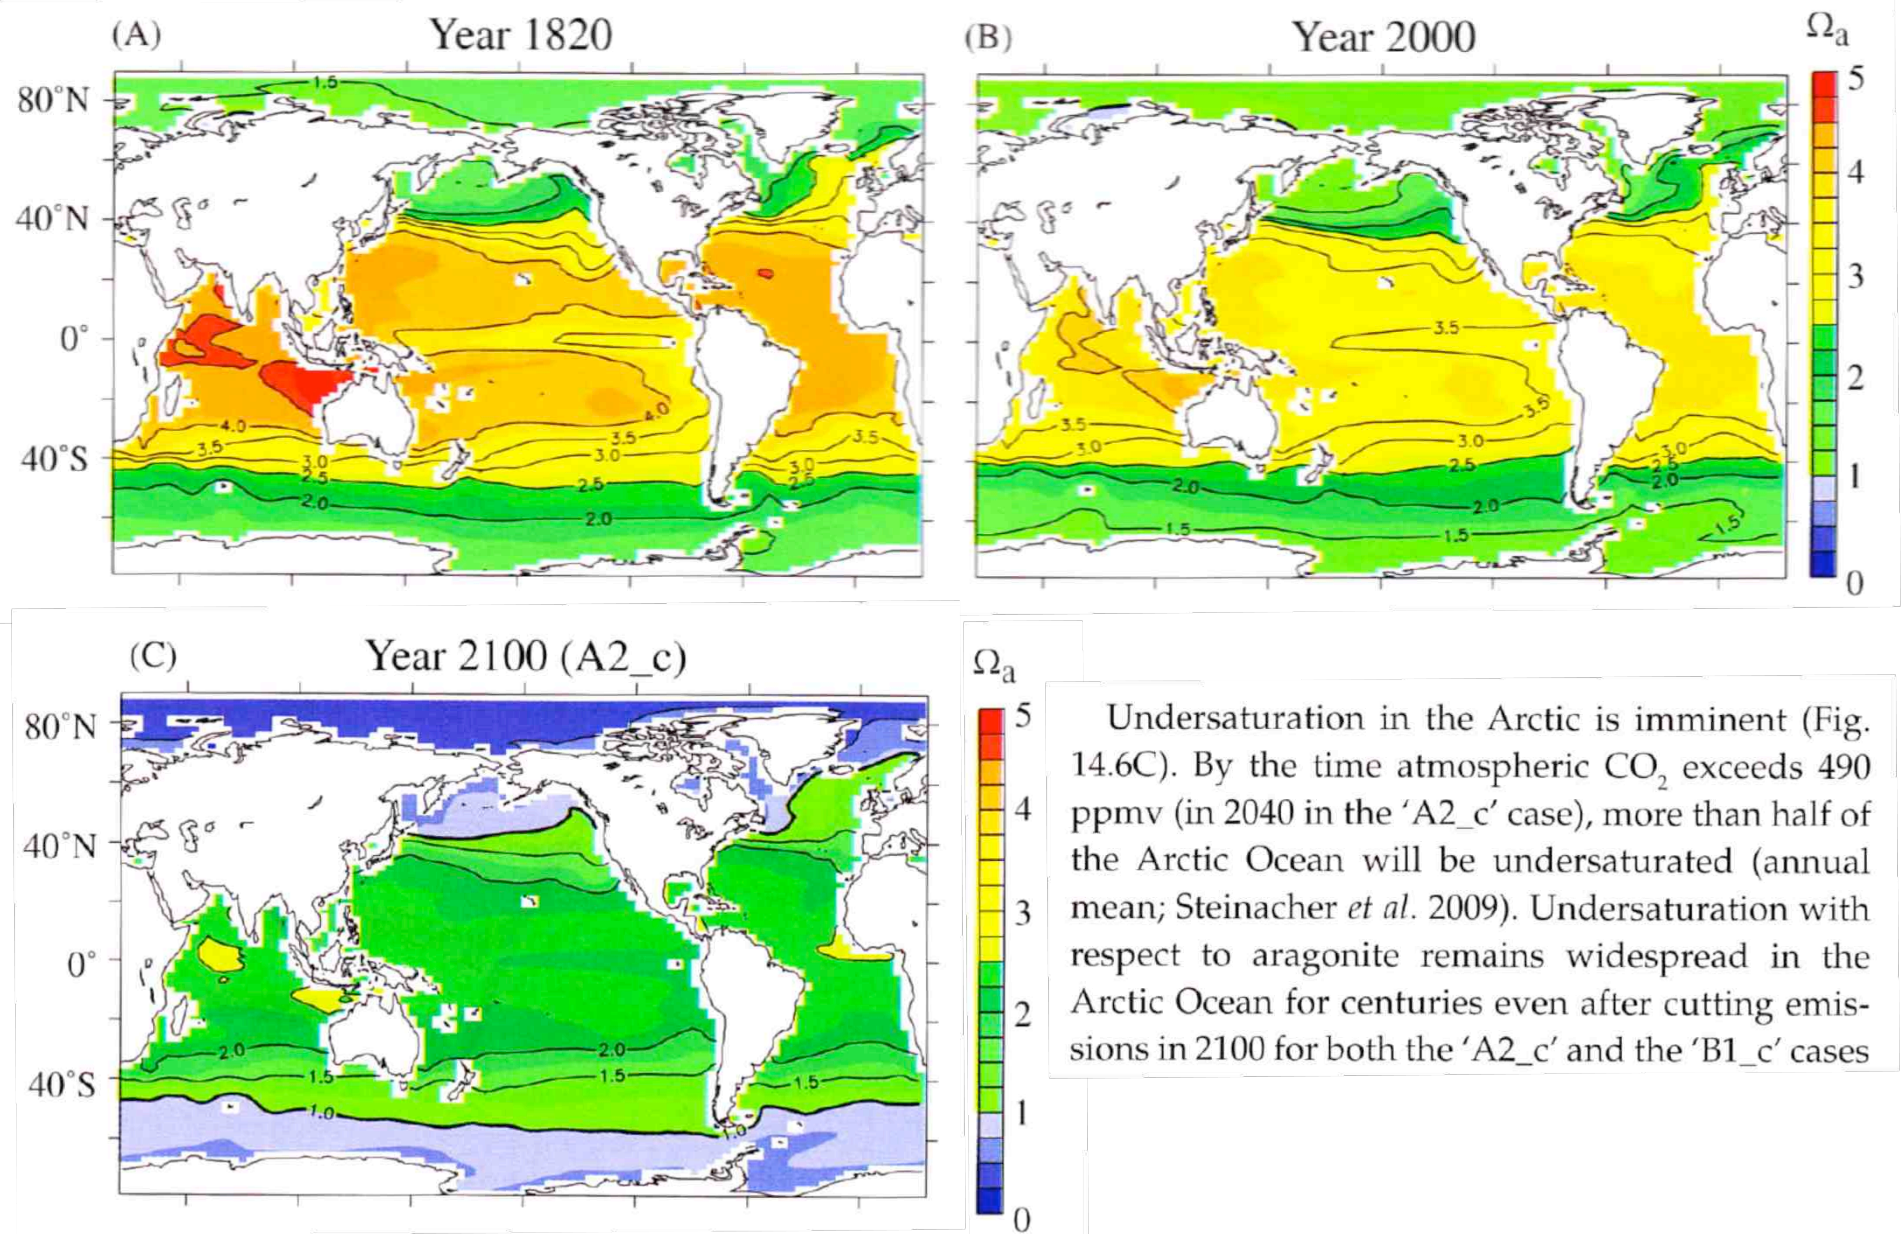 (A) Year 1820
80°N
40°N
0°
40°S
1.5
4.0
4.0
3.5
3.5
3.5
3.0
3.0
3.0
2.5
2.5
2.5
2.0
2.0
(B) Year 2000
3.5
3.5
3.5
3.0
3.0
3.0
2.5
2.5
2.0
2.0
2.0
1.5
1.5
1.5
Ωa
5
4
3
2
1
0
(C) Year 2100 (A2_c)
80°N
40°N
0°
40°S
2.0
2.0
1.5
1.5
1.5
1.0
1.0
Ωa
5
4
3
2
1
0
Undersaturation in the Arctic is imminent (Fig.
14.6C). By the time atmospheric CO₂ exceeds 490
ppmv (in 2040 in the ‘A2_c’ case), more than half of
the Arctic Ocean will be undersaturated (annual
mean; Steinacher et al. 2009). Undersaturation with
respect to aragonite remains widespread in the
Arctic Ocean for centuries even after cutting emis-
sions in 2100 for both the ‘A2_c’ and the ‘B1_c’ cases